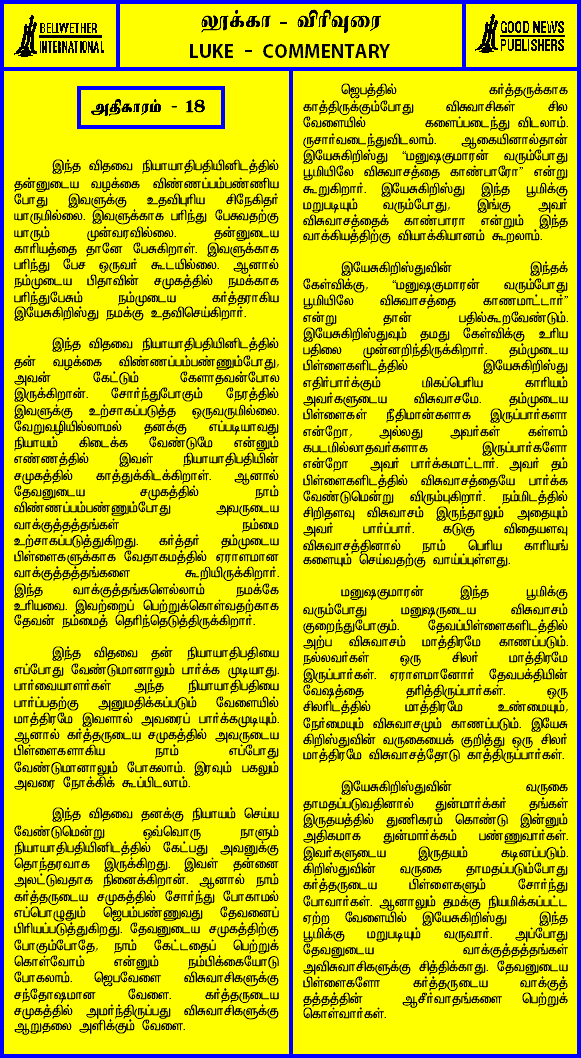 BELWETHER
INTERNATIONAL
லூக்கா - விரிவுரை
LUKE - COMMENTARY
GOOD NEWS
PUBLISHERS
அதிகாரம் - 18
இந்த விதவை நியாயாதிபதியினிடத்தில்
தன்னுடைய வழக்கை விண்ணப்பம்பண்ணிய
போது இவளுக்கு உதவிபுரிய சிநேகிதர்
யாருமில்லை. இவளுக்காக பரிந்து பேசுவதற்கு
யாரும் முன்வரவில்லை. தன்னுடைய
காரியத்தை தானே பேசுகிறாள். இவளுக்காக
பரிந்து பேச ஒருவர் கூடயில்லை. ஆனால்
நம்முடைய பிதாவின் சமுகத்தில் நமக்காக
பரிந்துபேசும் நம்முடைய கர்த்தராகிய
இயேசுகிறிஸ்து நமக்கு உதவிசெய்கிறார்.
இந்த விதவை நியாயாதிபதியினிடத்தில்
தன் வழக்கை விண்ணப்பம்பண்ணும்போது,
அவன் கேட்டும் கேளாதவன்போல
இருக்கிறான். சோர்ந்துபோகும் நேரத்தில்
இவளுக்கு உற்சாகப்படுத்த ஒருவருமில்லை.
வேறுவழியில்லாமல் தனக்கு எப்படியாவது
நியாயம் கிடைக்க வேண்டுமே என்னும்
எண்ணத்தில் இவள் நியாயாதிபதியின்
சமுகத்தில் காத்துக்கிடக்கிறாள். ஆனால்
தேவனுடைய சமுகத்தில் நாம்
விண்ணப்பம்பண்ணும்போது அவருடைய
வாக்குத்தத்தங்கள் நம்மை
உற்சாகப்படுத்துகிறது. கர்த்தர் தம்முடைய
பிள்ளைகளுக்காக வேதாகமத்தில் ஏராளமான
வாக்குத்தத்தங்களை கூறியிருக்கிறார்.
இந்த வாக்குத்தங்களெல்லாம் நமக்கே
உரியவை. இவற்றைப் பெற்றுக்கொள்வதற்காக
தேவன் நம்மைத் தெரிந்தெடுத்திருக்கிறார்.
இந்த விதவை தன் நியாயாதிபதியை
எப்போது வேண்டுமானாலும் பார்க்க முடியாது.
பார்வையாளர்கள் அந்த நியாயாதிபதியை
பார்ப்பதற்கு அனுமதிக்கப்படும் வேளையில்
மாத்திரமே இவளால் அவரைப் பார்க்கமுடியும்.
ஆனால் கர்த்தருடைய சமுகத்தில் அவருடைய
பிள்ளைகளாகிய நாம் எப்போது
வேண்டுமானாலும் போகலாம். இரவும் பகலும்
அவரை நோக்கிக் கூப்பிடலாம்.
இந்த விதவை தனக்கு நியாயம் செய்ய
வேண்டுமென்று ஒவ்வொரு நாளும்
நியாயாதிபதியினிடத்தில் கேட்பது அவனுக்கு
தொந்தரவாக இருக்கிறது. இவள் தன்னை
அலட்டுவதாக நினைக்கிறான். ஆனால் நாம்
கர்த்தருடைய சமுகத்தில் சோர்ந்து போகாமல்
எப்பொழுதும் ஜெபம்பண்ணுவது தேவனைப்
பிரியப்படுத்துகிறது. தேவனுடைய சமுகத்திற்கு
போகும்போதே, நாம் கேட்டதைப் பெற்றுக்
கொள்வோம் என்னும் நம்பிக்கையோடு
போகலாம். ஜெபவேளை விசுவாசிகளுக்கு
சந்தோஷமான வேளை. கர்த்தருடைய
சமுகத்தில் அமர்ந்திருப்பது விசுவாசிகளுக்கு
ஆறுதலை அளிக்கும் வேளை.
ஜெபத்தில் கர்த்தருக்காக
காத்திருக்கும்போது விசுவாசிகள் சில
வேளையில் களைப்படைந்து விடலாம்.
ருசார்வடைந்துவிடலாம். ஆகையினால்தான்
இயேசுகிறிஸ்து “மனுஷகுமாரன் வரும்போது
பூமியிலே விசுவாசத்தை காண்பாரோ” என்று
கூறுகிறார். இயேசுகிறிஸ்து இந்த பூமிக்கு
மறுபடியும் வரும்போது, இங்கு அவர்
விசுவாசத்தைக் காண்பாரா என்றும் இந்த
வாக்கியத்திற்கு வியாக்கியானம் கூறலாம்.
இயேசுகிறிஸ்துவின் இந்தக்
கேள்விக்கு, “மனுஷகுமாரன் வரும்போது
பூமியிலே விசுவாசத்தை காணமாட்டார்”
என்று தான் பதில்கூறவேண்டும்.
இயேசுகிறிஸ்துவும் தமது கேள்விக்கு உரிய
பதிலை முன்னறிந்திருக்கிறார். தம்முடைய
பிள்ளைகளிடத்தில் இயேசுகிறிஸ்து
எதிர்பார்க்கும் மிகப்பெரிய காரியம்
அவர்களுடைய விசுவாசமே. தம்முடைய
பிள்ளைகள் நீதிமான்களாக இருப்பார்களா
என்றோ, அல்லது அவர்கள் கள்ளம்
கபடமில்லாதவர்களாக இருப்பார்களோ
என்றோ அவர் பார்க்கமாட்டார். அவர் தம்
பிள்ளைகளிடத்தில் விசுவாசத்தையே பார்க்க
வேண்டுமென்று விரும்புகிறார். நம்மிடத்தில்
சிறிதளவு விசுவாசம் இருந்தாலும் அதையும்
அவர் பார்ப்பார். கடுகு விதையளவு
விசுவாசத்தினால் நாம் பெரிய காரியங்
களையும் செய்வதற்கு வாய்ப்புள்ளது.
மனுஷகுமாரன் இந்த பூமிக்கு
வரும்போது மனுஷருடைய விசுவாசம்
குறைந்துபோகும். தேவப்பிள்ளைகளிடத்தில்
அற்ப விசுவாசம் மாத்திரமே காணப்படும்.
நல்லவர்கள் ஒரு சிலர் மாத்திரமே
இருப்பார்கள். ஏராளமானோர் தேவபக்தியின்
வேஷத்தை தரித்திருப்பார்கள். ஒரு
சிலரிடத்தில் மாத்திரமே உண்மையும்,
நேர்மையும் விசுவாசமும் காணப்படும். இயேசு
கிறிஸ்துவின் வருகையைக் குறித்து ஒரு சிலர்
மாத்திரமே விசுவாசத்தோடு காத்திருப்பார்கள்.
இயேசுகிறிஸ்துவின் வருகை
தாமதப்படுவதினால் துன்மார்க்கர் தங்கள்
இருதயத்தில் துணிகரம் கொண்டு இன்னும்
அதிகமாக துன்மார்க்கம் பண்ணுவார்கள்.
இவர்களுடைய இருதயம் கடினப்படும்.
கிறிஸ்துவின் வருகை தாமதப்படும்போது
கர்த்தருடைய பிள்ளைகளும் சோர்ந்து
போவார்கள். ஆனாலும் தமக்கு நியமிக்கப்பட்ட
ஏற்ற வேளையில் இயேசுகிறிஸ்து இந்த
பூமிக்கு மறுபடியும் வருவார். அப்போது
தேவனுடைய வாக்குத்தத்தங்கள்
அவிசுவாசிகளுக்கு சித்திக்காது. தேவனுடைய
பிள்ளைகளோ கர்த்தருடைய வாக்குத்
தத்தத்தின் ஆசீர்வாதங்களை பெற்றுக்
கொள்வார்கள்.